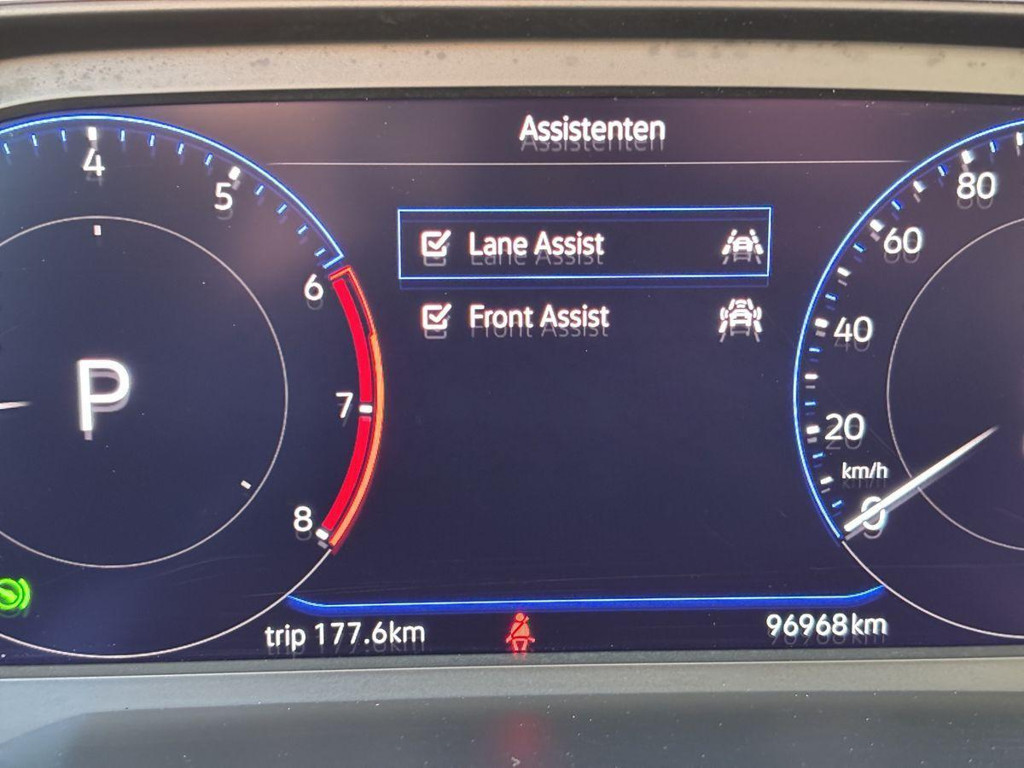 Assistenten
4
5
6
7
8
P
Lane Assist
Front Assist
80
60
40
20
km/h
0
trip 177.6km
96968km